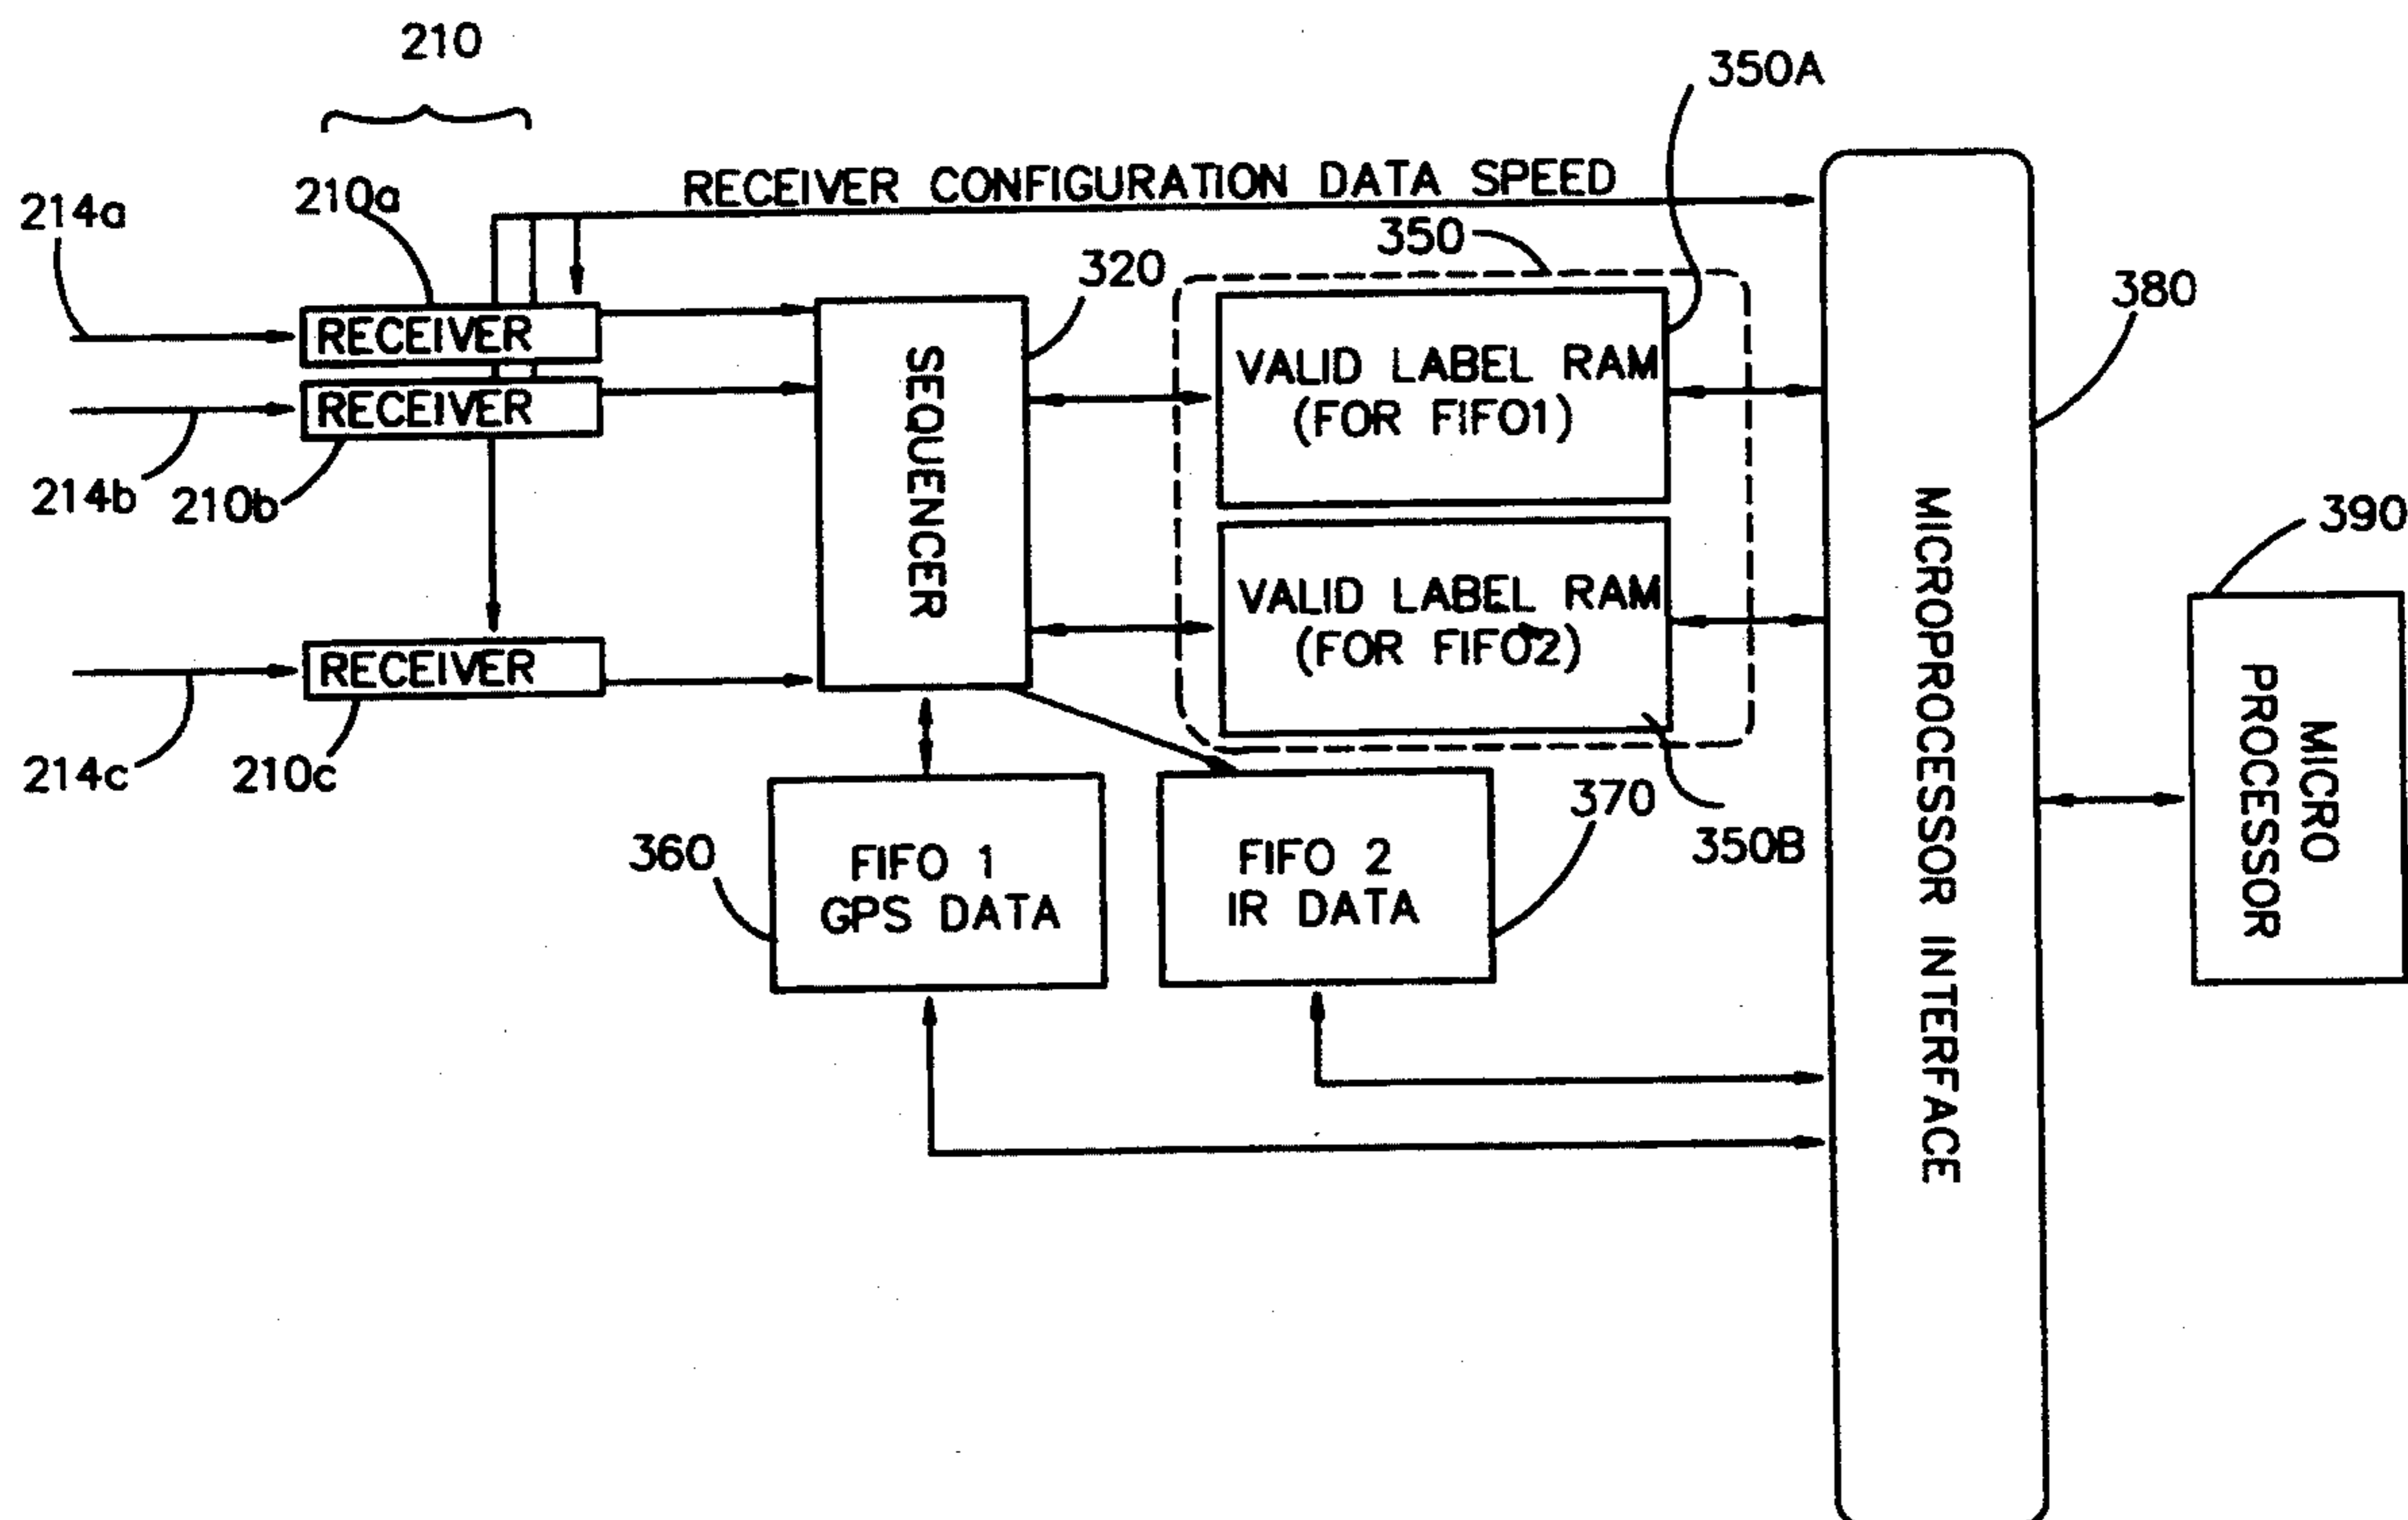 210
350A
RECEIVER CONFIGURATION DATA SPEED
214a
210a
350
320
380
RECEIVER
RECEIVER
SEQUENCER
VALID LABEL RAM
(FOR FIFO1)
214b
210b
MICROPROCESSOR INTERFACE
390
VALID LABEL RAM
(FOR FIFO2)
RECEIVER
MICRO
PROCESSOR
214c
210c
360
FIFO 1
GPS DATA
FIFO 2
IR DATA
370
350B